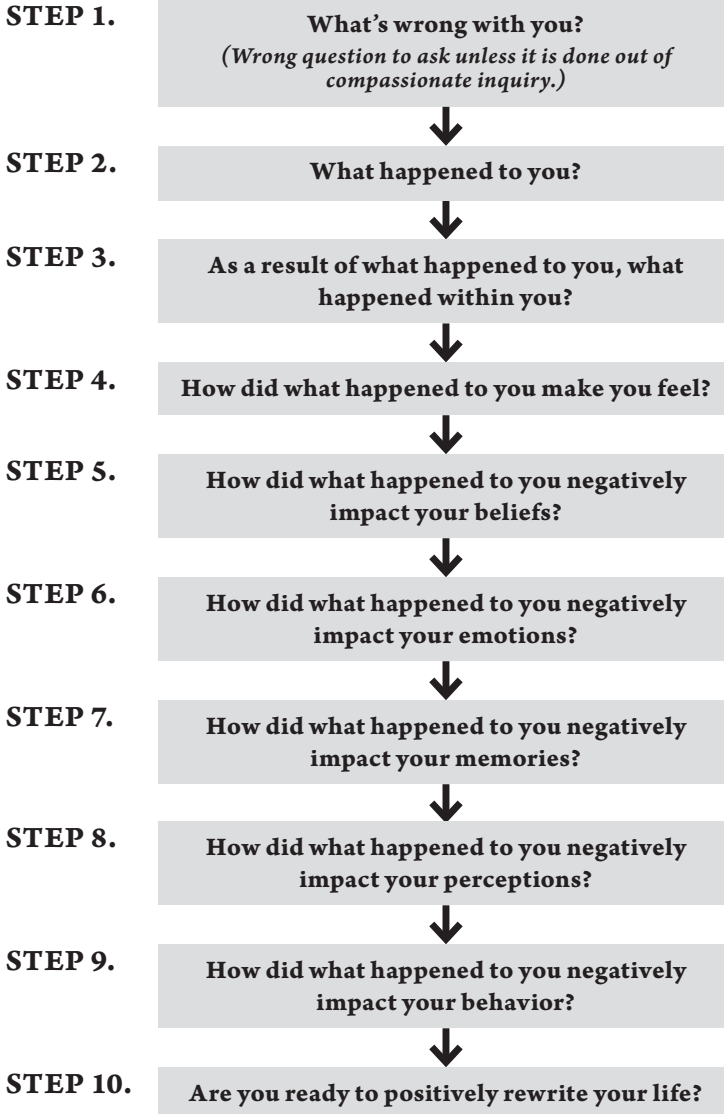 STEP 1.
What's wrong with you?
(Wrong question to ask unless it is done out of
compassionate inquiry.)
STEP 2.
What happened to you?
STEP 3.
As a result of what happened to you, what
happened within you?
STEP 4.
How did what happened to you make you feel?
STEP 5.
How did what happened to you negatively
impact your beliefs?
STEP 6.
How did what happened to you negatively
impact your emotions?
STEP 7.
How did what happened to you negatively
impact your memories?
STEP 8.
How did what happened to you negatively
impact your perceptions?
STEP 9.
How did what happened to you negatively
impact your behavior?
STEP 10.
Are you ready to positively rewrite your life?